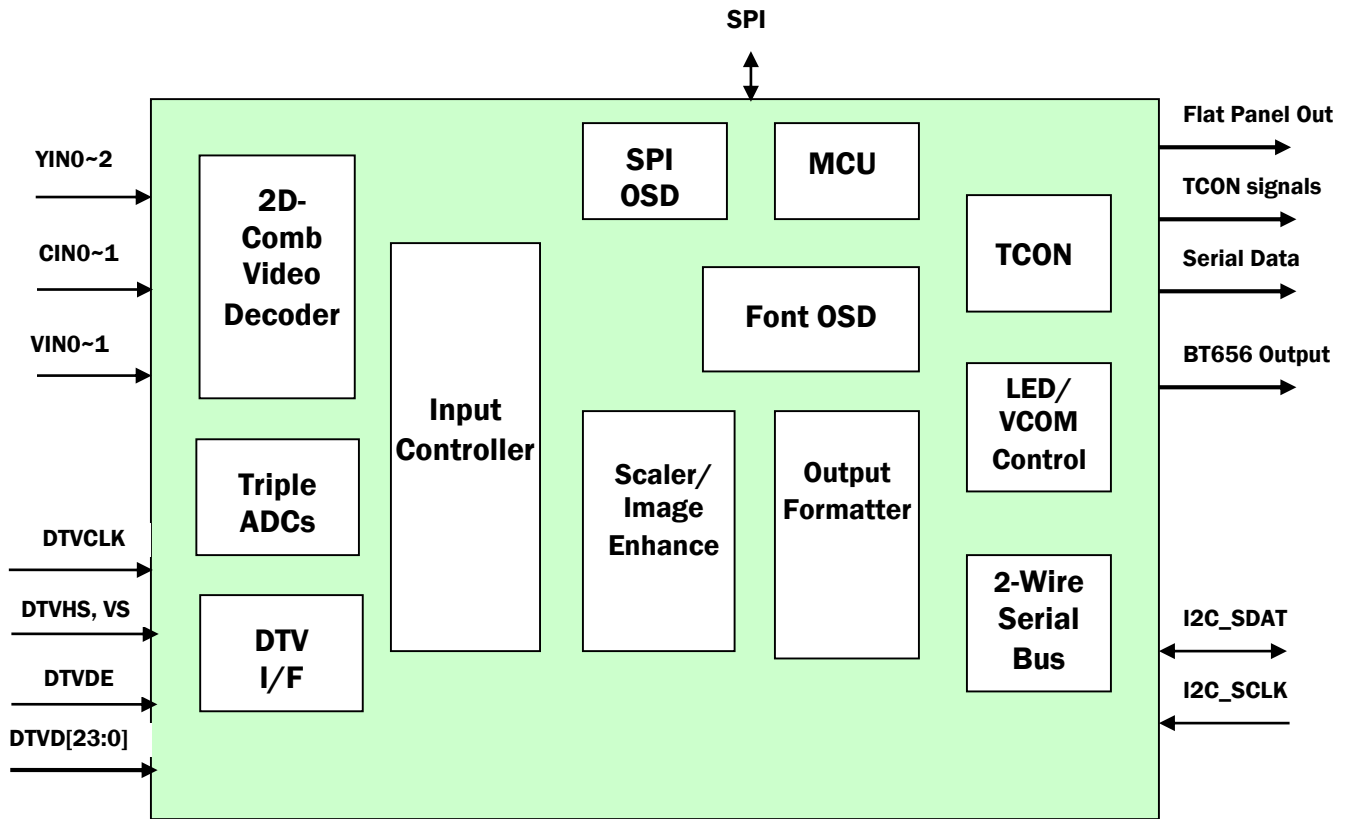 SPI
YIN0~2
CIN0~1
VIN0~1
DTVCLK
DTVHS, VS
DTVDE
DTVD[23:0]
2D-
Comb
Video
Decoder
Triple
ADCs
DTV
I/F
Input
Controller
SPI
OSD
MCU
Font OSD
Scaler/
Image
Enhance
Output
Formatter
TCON
LED/
VCOM
Control
2-Wire
Serial
Bus
Flat Panel Out
TCON signals
Serial Data
BT656 Output
I2C_SDAT
I2C_SCLK